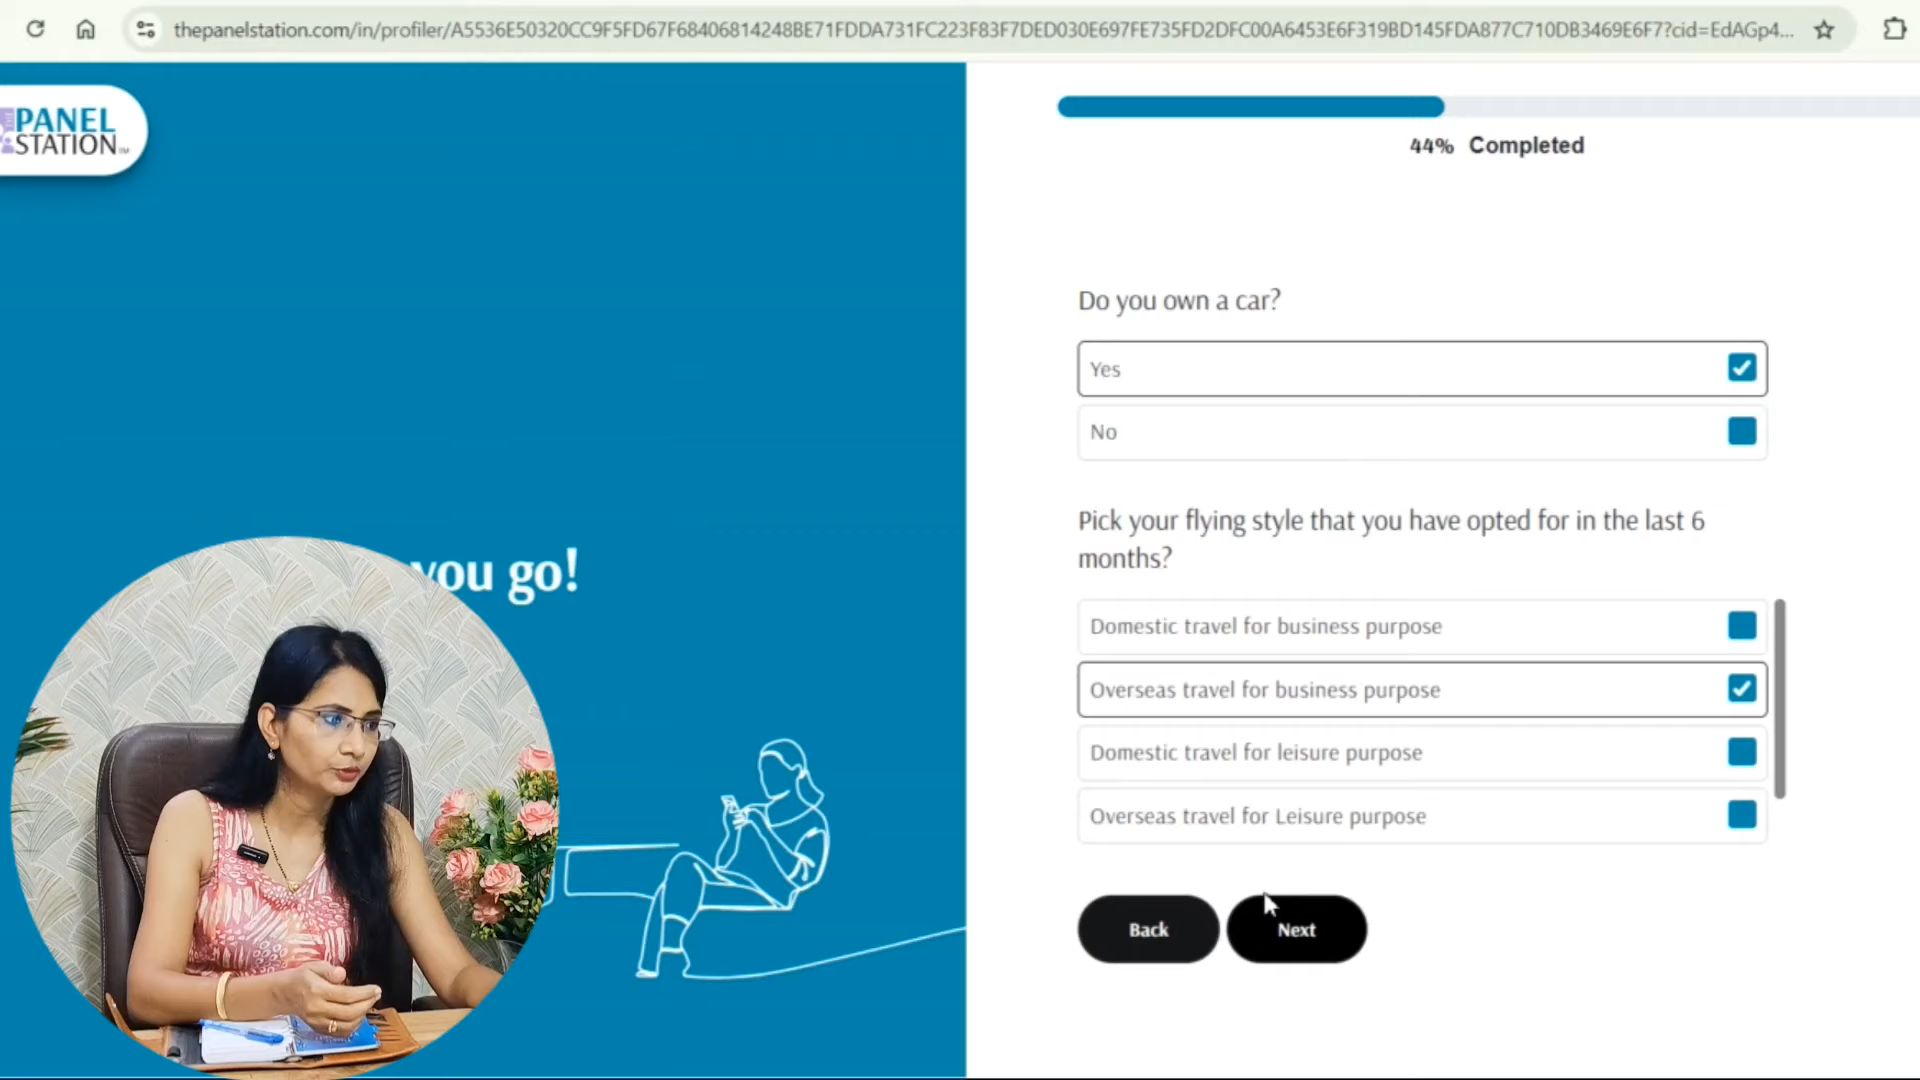 thepanelstation.com/in/profiler/A5536E50320CC9F5FD67F68406814248BE71FDDA731FC223F83F7DED030E697FE735FD2DFC00A6453E6F319BD145FDA877C710DB3469E6F7?cid=EdAGp4...
THE PANEL
STATION TM
44% Completed
Do you own a car?
Yes
No
Pick your flying style that you have opted for in the last 6
months?
you go!
Domestic travel for business purpose
Overseas travel for business purpose
Domestic travel for leisure purpose
Overseas travel for Leisure purpose
Back
Next